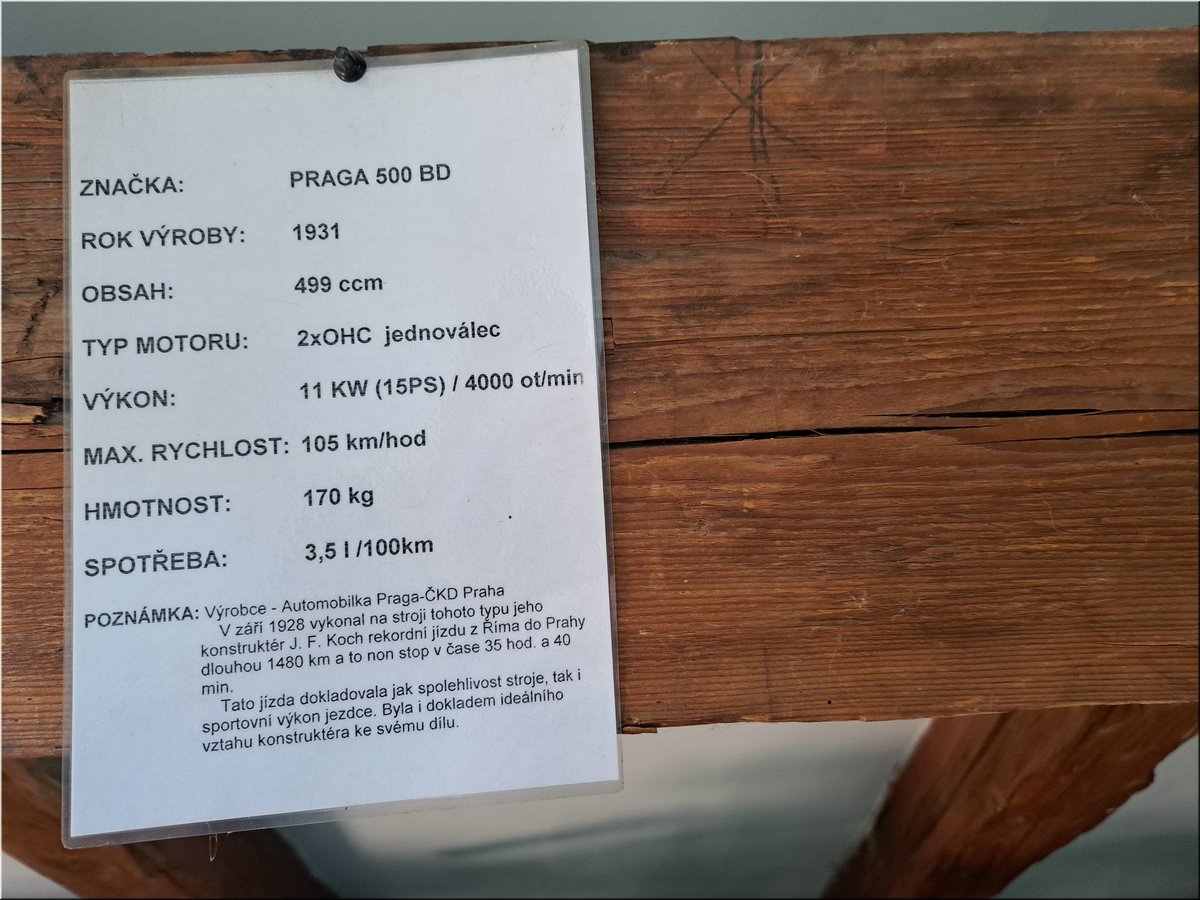 ZNAČKA: PRAGA 500 BD
ROK VÝROBY: 1931
OBSAH: 499 ccm
TYP MOTORU: 2xOHC jednoválec
VÝKON: 11 KW (15PS) / 4000 ot/min
MAX. RYCHLOST: 105 km/hod
HMOTNOST: 170 kg
SPOTŘEBA: 3,5 l /100km
POZNÁMKA: Výrobce - Automobilka Praga-ČKD Praha
V září 1928 vykonal na stroji tohoto typu jeho
konstruktér J. F. Koch rekordní jízdu z Říma do Prahy
dlouhou 1480 km a to non stop v čase 35 hod. a 40
min.
Tato jízda dokladovala jak spolehlivost stroje, tak i
sportovní výkon jezdce. Byla i dokladem ideálního
vztahu konstruktéra ke svému dílu.